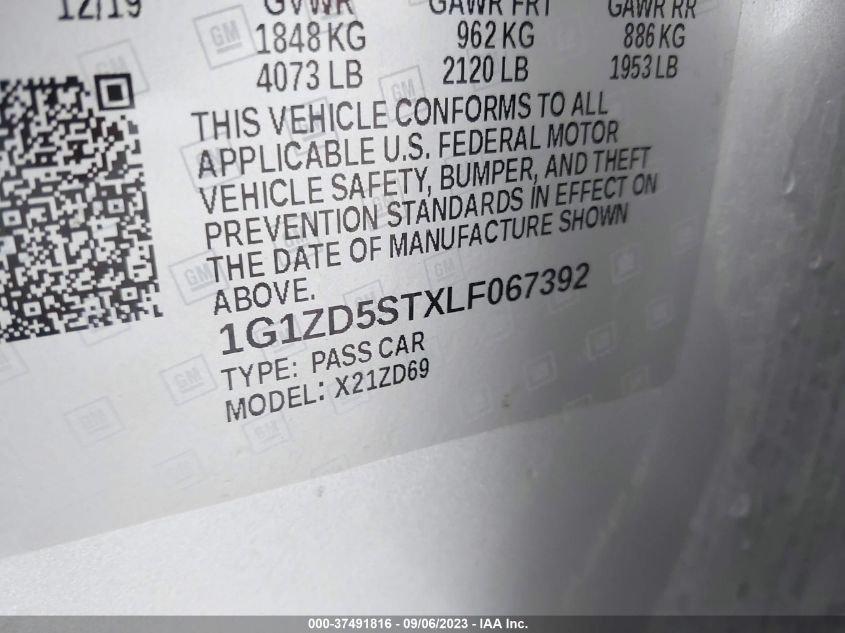 12/19 GVWR GAWR FRT GAWR RR
1848 KG 962 KG 886 KG
4073 LB 2120 LB 1953 LB
THIS VEHICLE CONFORMS TO ALL
APPLICABLE U.S. FEDERAL MOTOR
VEHICLE SAFETY, BUMPER, AND THEFT
PREVENTION STANDARDS IN EFFECT ON
THE DATE OF MANUFACTURE SHOWN
ABOVE.
1G1ZD5STXLF067392
TYPE: PASS CAR
MODEL: X21ZD69
000-37491816 - 09/06/2023 - IAA Inc.